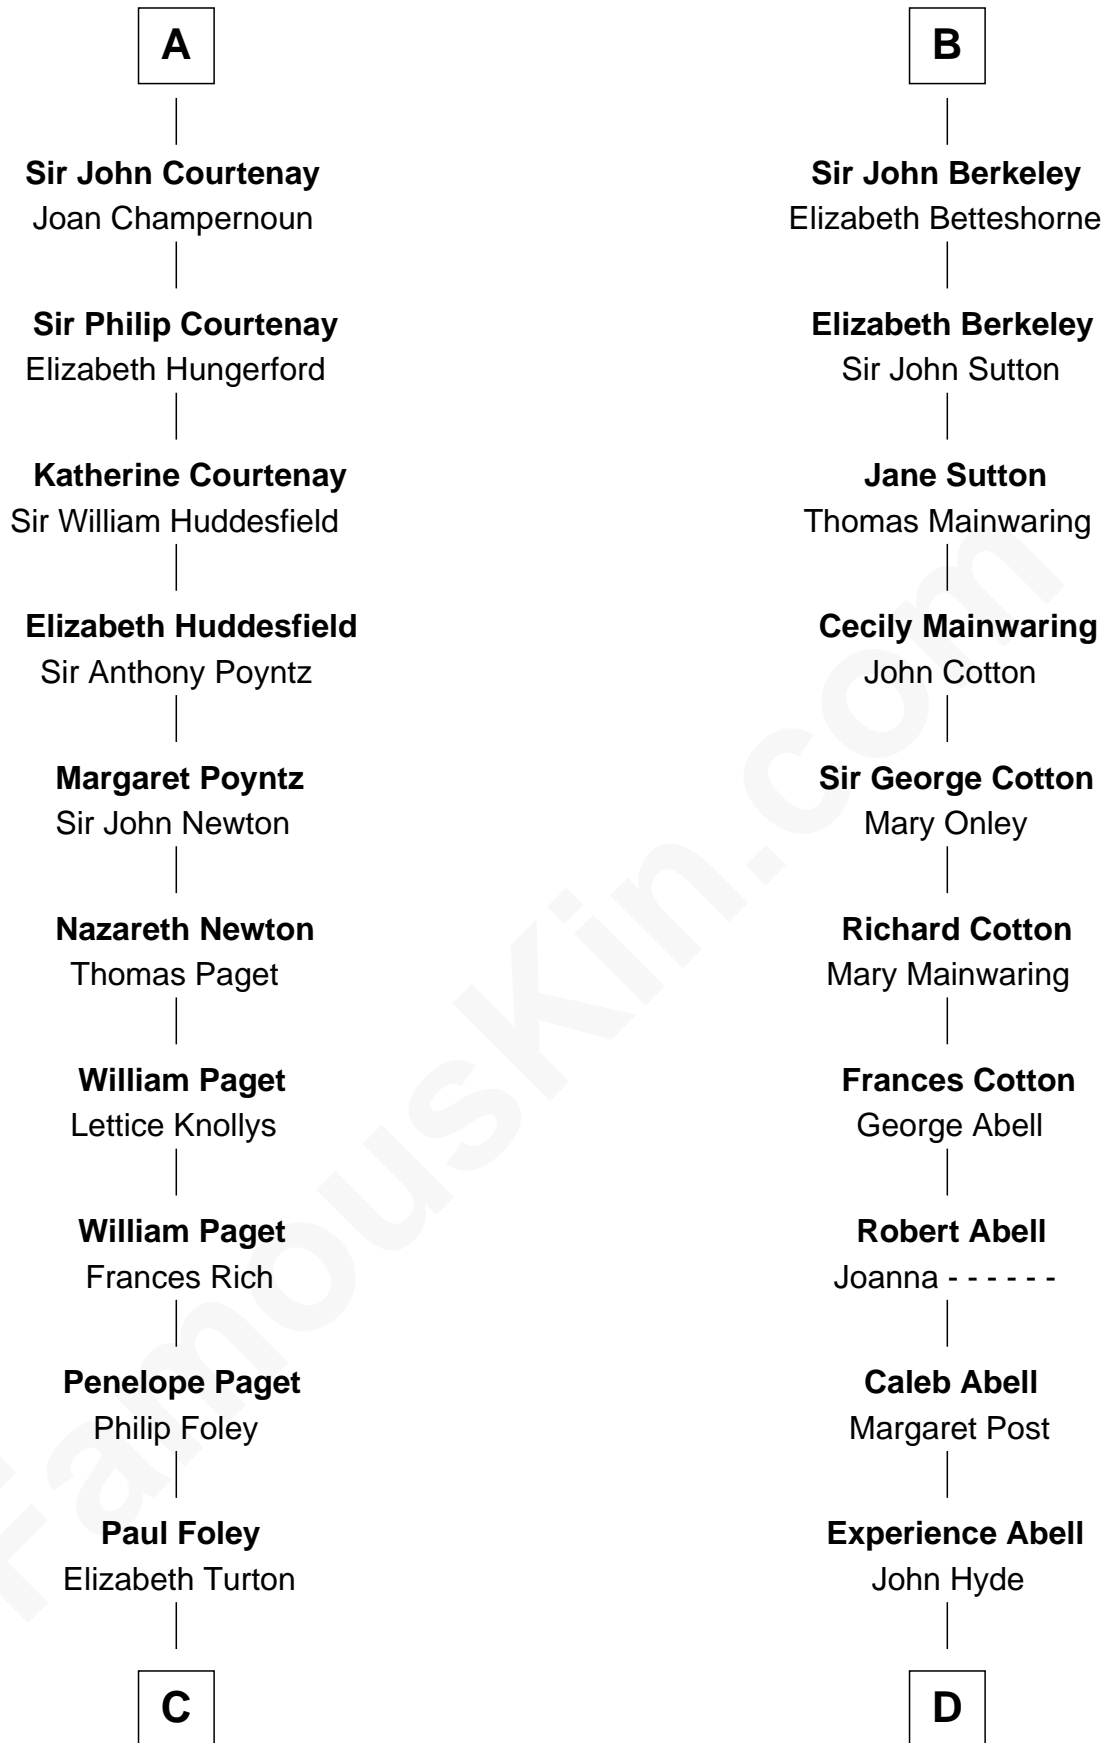 A
Sir John Courtenay
Joan Champernoun
Sir Philip Courtenay
Elizabeth Hungerford
Katherine Courtenay
Sir William Huddesfield
Elizabeth Huddesfield
Sir Anthony Poyntz
Margaret Poyntz
Sir John Newton
Nazareth Newton
Thomas Paget
William Paget
Lettice Knollys
William Paget
Frances Rich
Penelope Paget
Philip Foley
Paul Foley
Elizabeth Turton
C
B
Sir John Berkeley
Elizabeth Betteshorne
Elizabeth Berkeley
Sir John Sutton
Jane Sutton
Thomas Mainwaring
Cecily Mainwaring
John Cotton
Sir George Cotton
Mary Onley
Richard Cotton
Mary Mainwaring
Frances Cotton
George Abell
Robert Abell
Joanna - - - - - -
Caleb Abell
Margaret Post
Experience Abell
John Hyde
D
FamousKin.com